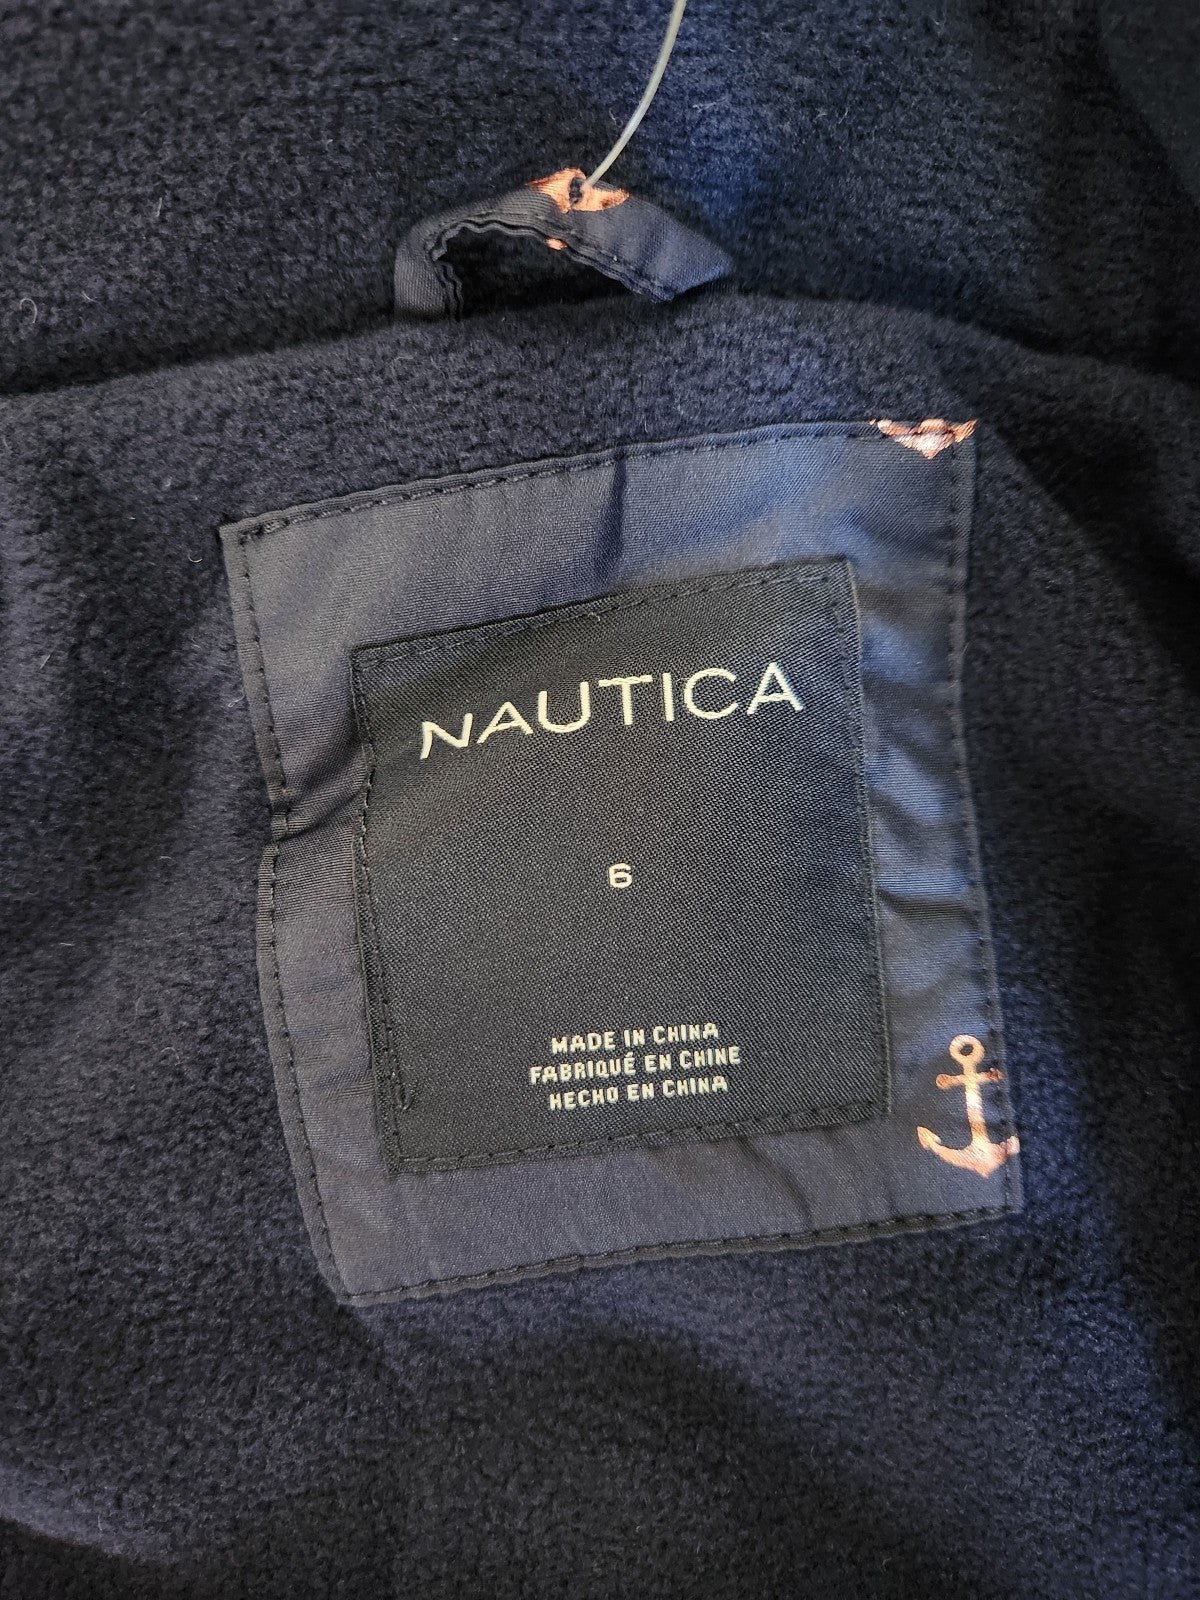 NAUTICA
6
MADE IN CHINA
FABRIQUÉ EN CHINE
HECHO EN CHINA